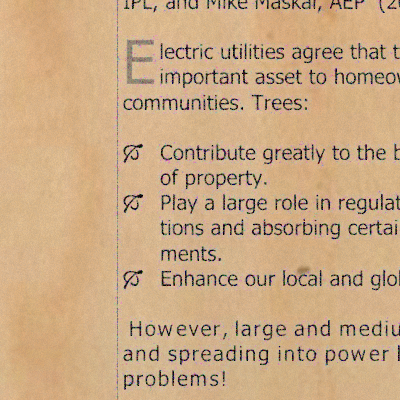 IPL, and Mike Maskal, AEP (20
Electric utilities agree that t
important asset to homeow
communities. Trees:
Contribute greatly to the b
of property.
Play a large role in regulat
tions and absorbing certai
ments.
Enhance our local and glo
However, large and mediu
and spreading into power l
problems!